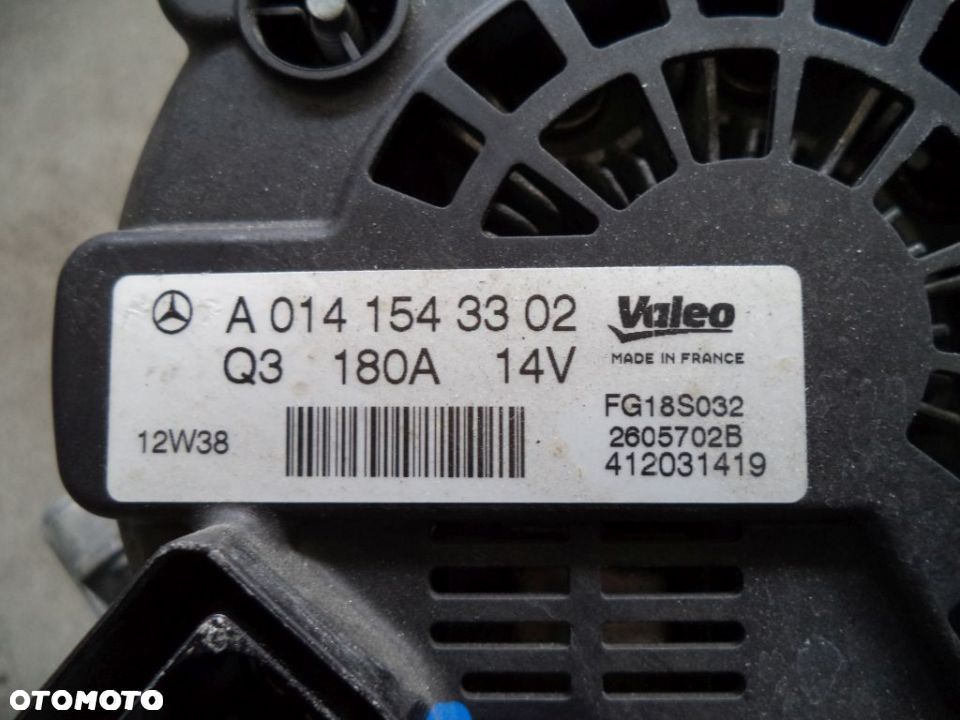 A 014 154 33 02
Q3 180A 14V
12W38
Valeo
MADE IN FRANCE
FG18S032
2605702B
412031419
OTOMOTO